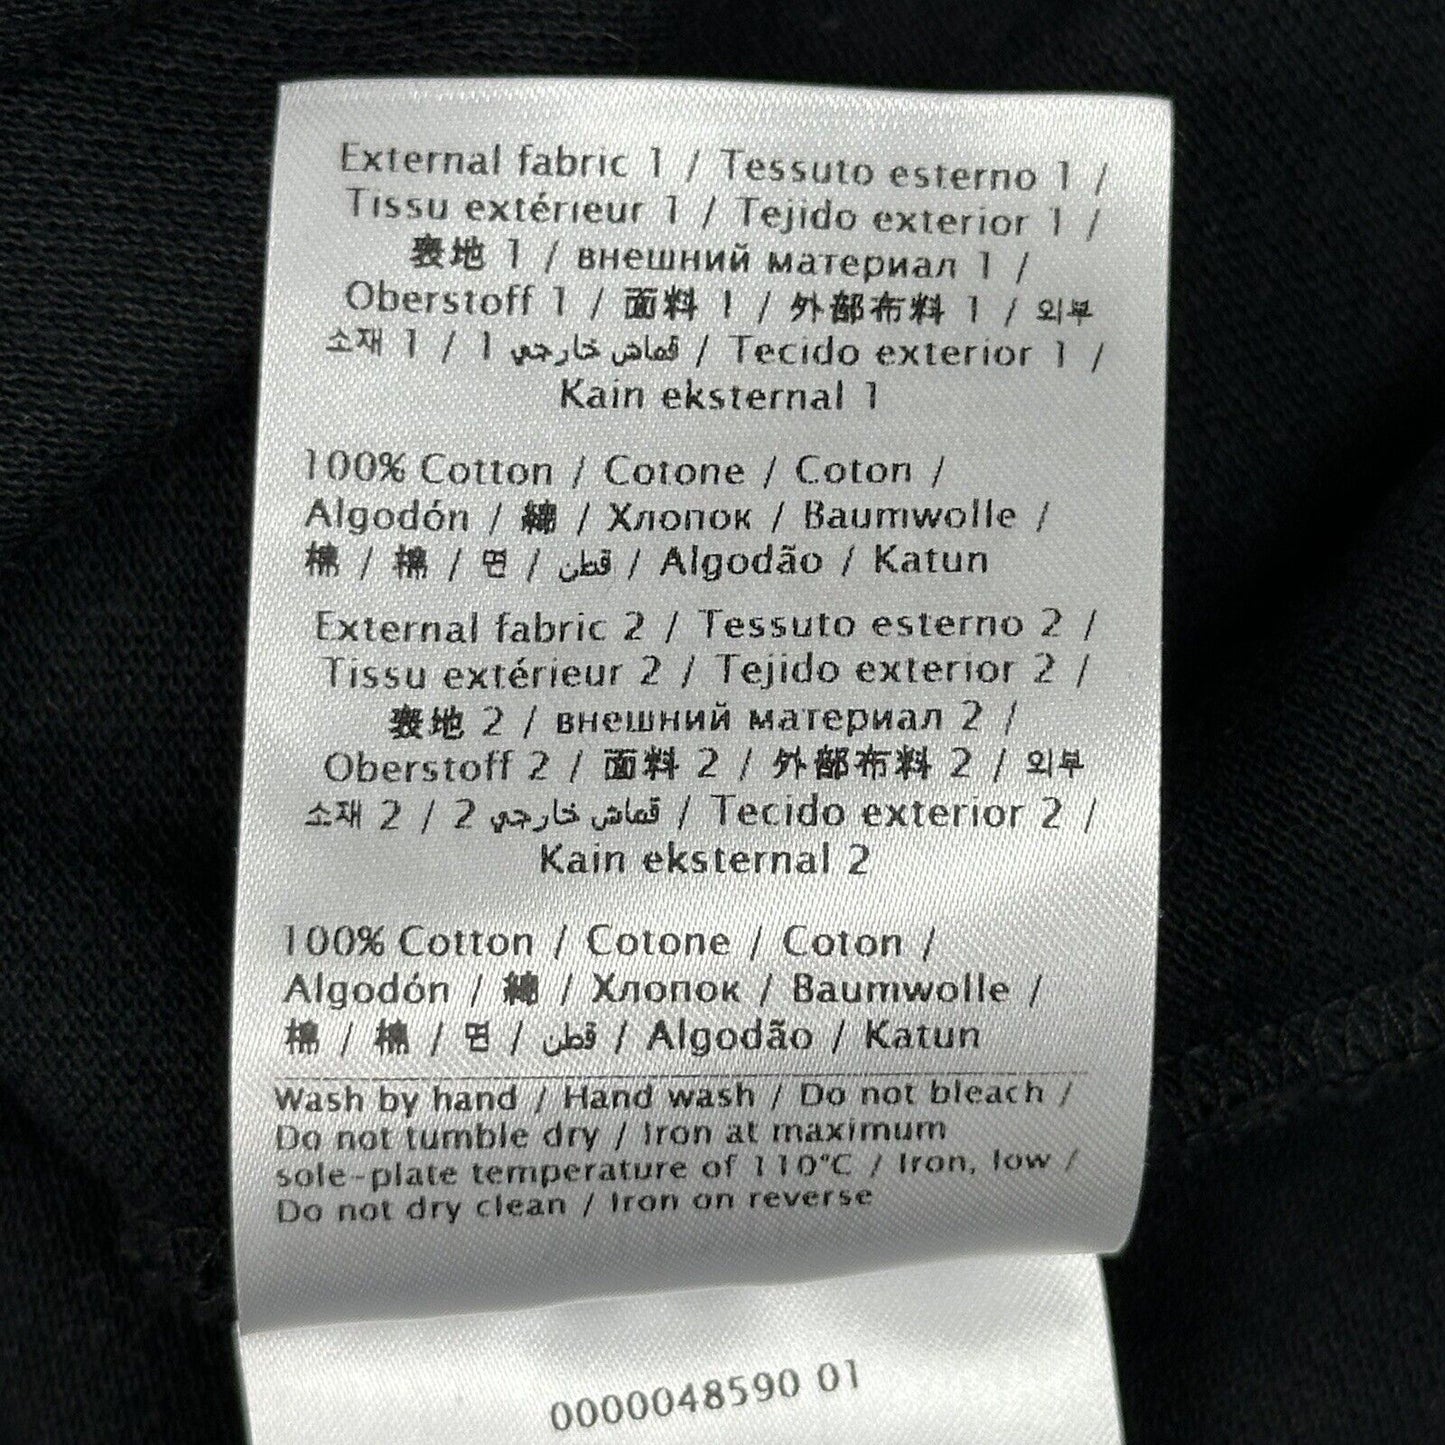 External fabric 1 / Tessuto esterno 1 /
Tissu extérieur 1 / Tejido exterior 1 /
表地 1 / внешний материал 1 /
Oberstoff 1 / 面料 1 / 外部布料 1 / 외부
소재 1 / 1 قماش خارجي / Tecido exterior 1 /
Kain eksternal 1
100% Cotton / Cotone / Coton /
Algodón / 綿 / Хлопок / Baumwolle /
棉 / 棉 / 면 / قطن / Algodão / Katun
External fabric 2 / Tessuto esterno 2 /
Tissu extérieur 2 / Tejido exterior 2 /
表地 2 / внешний материал 2 /
Oberstoff 2 / 面料 2 / 外部布料 2 / 외부
소재 2 / 2 قماش خارجي / Tecido exterior 2 /
Kain eksternal 2
100% Cotton / Cotone / Coton /
Algodón / 綿 / Хлопок / Baumwolle /
棉 / 棉 / 면 / قطن / Algodão / Katun
Wash by hand / Hand wash / Do not bleach /
Do not tumble dry / Iron at maximum
sole-plate temperature of 110°C / Iron, low /
Do not dry clean / Iron on reverse
0000048590 01